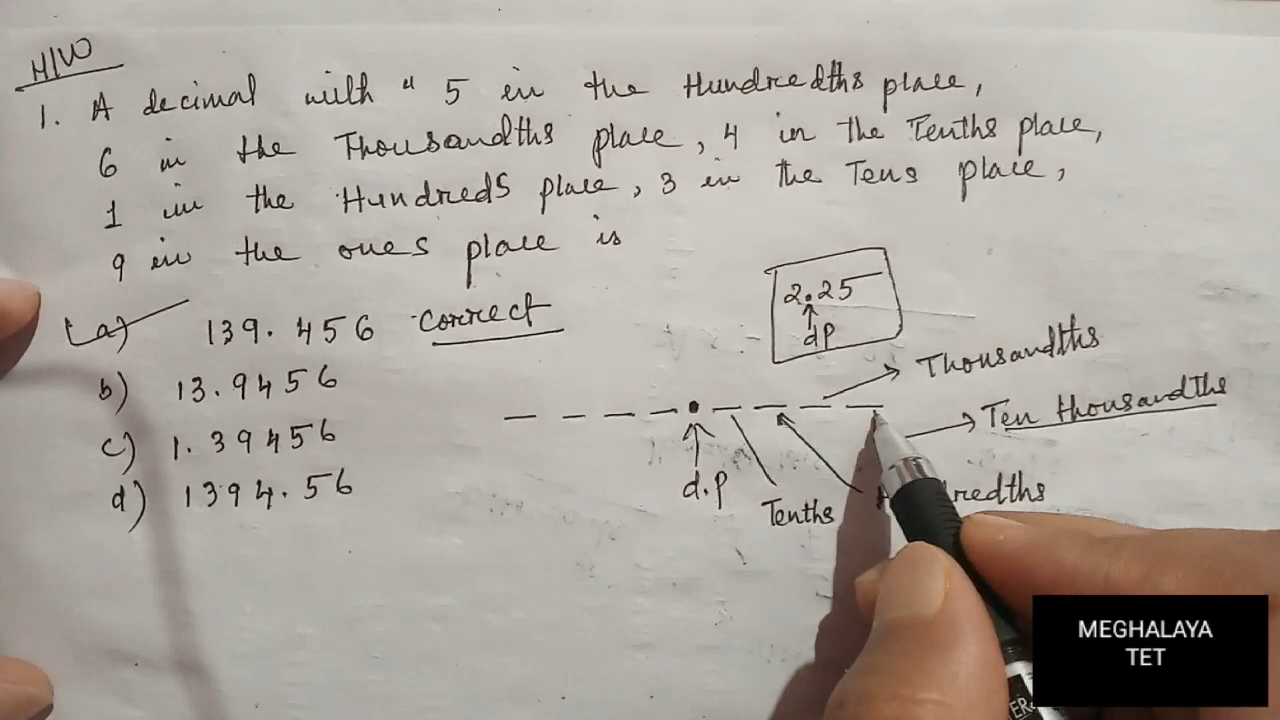 H/W
1. A decimal with " 5 in the Hundredths place,
6 in the Thousandths place, 4 in the Tenths place,
1 in the Hundreds place, 3 in the Tens place,
9 in the ones place is
(a) 139.456 correct
b) 13.9456
c) 1.39456
d) 1394.56
2.25
dp
Thousandths
Ten thousandths
d.p
Tenths
MEGHALAYA
TET